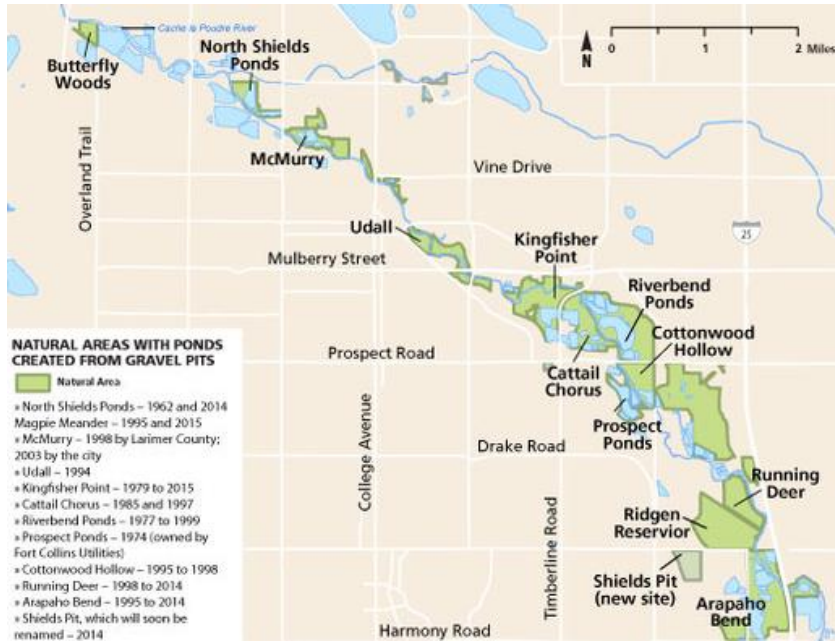 Cache la Poudre River
Butterfly
Woods
North Shields
Ponds
N
0 1 2 Miles
McMurry
Overland Trail
Vine Drive
Udall
Mulberry Street
Kingfisher
Point
25
Riverbend
Ponds
Cottonwood
Hollow
Prospect Road
Cattail
Chorus
Prospect
Ponds
College Avenue
Drake Road
Timberline Road
Running
Deer
Ridgen
Reservior
Shields Pit
(new site)
Arapaho
Bend
Harmony Road
NATURAL AREAS WITH PONDS
CREATED FROM GRAVEL PITS
Natural Area
» North Shields Ponds – 1962 and 2014
Magpie Meander – 1995 and 2015
» McMurry – 1998 by Larimer County;
2003 by the city
» Udall – 1994
» Kingfisher Point – 1979 to 2015
» Cattail Chorus – 1985 and 1997
» Riverbend Ponds – 1977 to 1999
» Prospect Ponds – 1974 (owned by
Fort Collins Utilities)
» Cottonwood Hollow – 1995 to 1998
» Running Deer – 1998 to 2014
» Arapaho Bend – 1995 to 2014
» Shields Pit, which will soon be
renamed – 2014